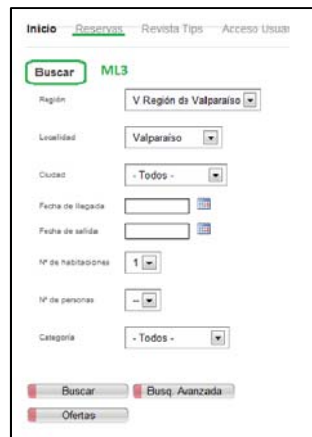 Inicio Reservas Revista Tips Acceso Usuar
Buscar ML3
Región V Región de Valparaíso
Localidad Valparaíso
Ciudad - Todos -
Fecha de llegada
Fecha de salida
Nº de habitaciones 1
Nº de personas --
Categoría - Todos -
Buscar Busq. Avanzada
Ofertas